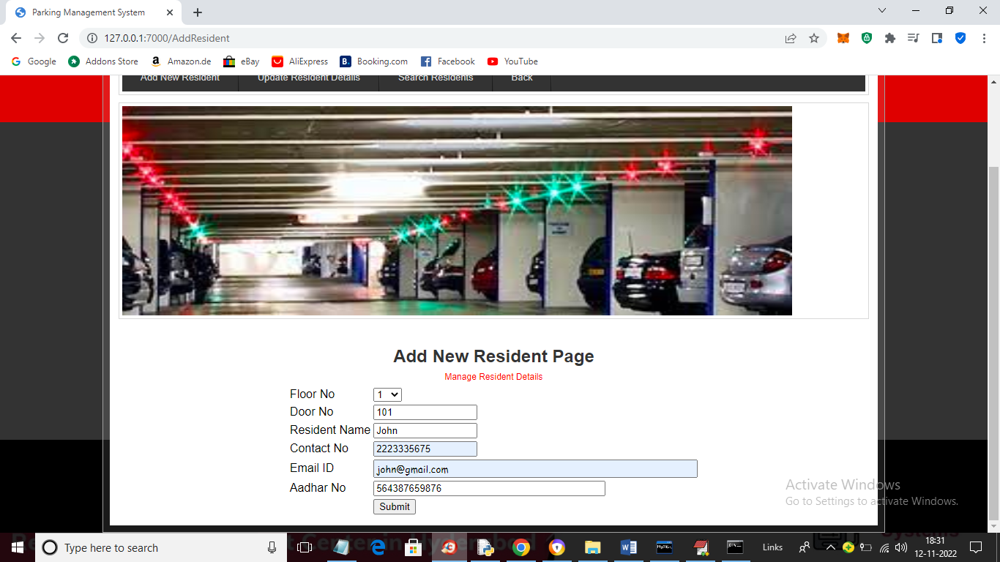 Parking Management System
127.0.0.1:7000/AddResident
Google Addons Store Amazon.de eBay AliExpress Booking.com Facebook YouTube
Add New Resident Update Resident Details Search Residents Back
Add New Resident Page
Manage Resident Details
Floor No 1
Door No 101
Resident Name John
Contact No 2223335675
Email ID john@gmail.com
Aadhar No 564387659876
Submit
Activate Windows
Go to Settings to activate Windows.
Type here to search
Links
18:31
12-11-2022